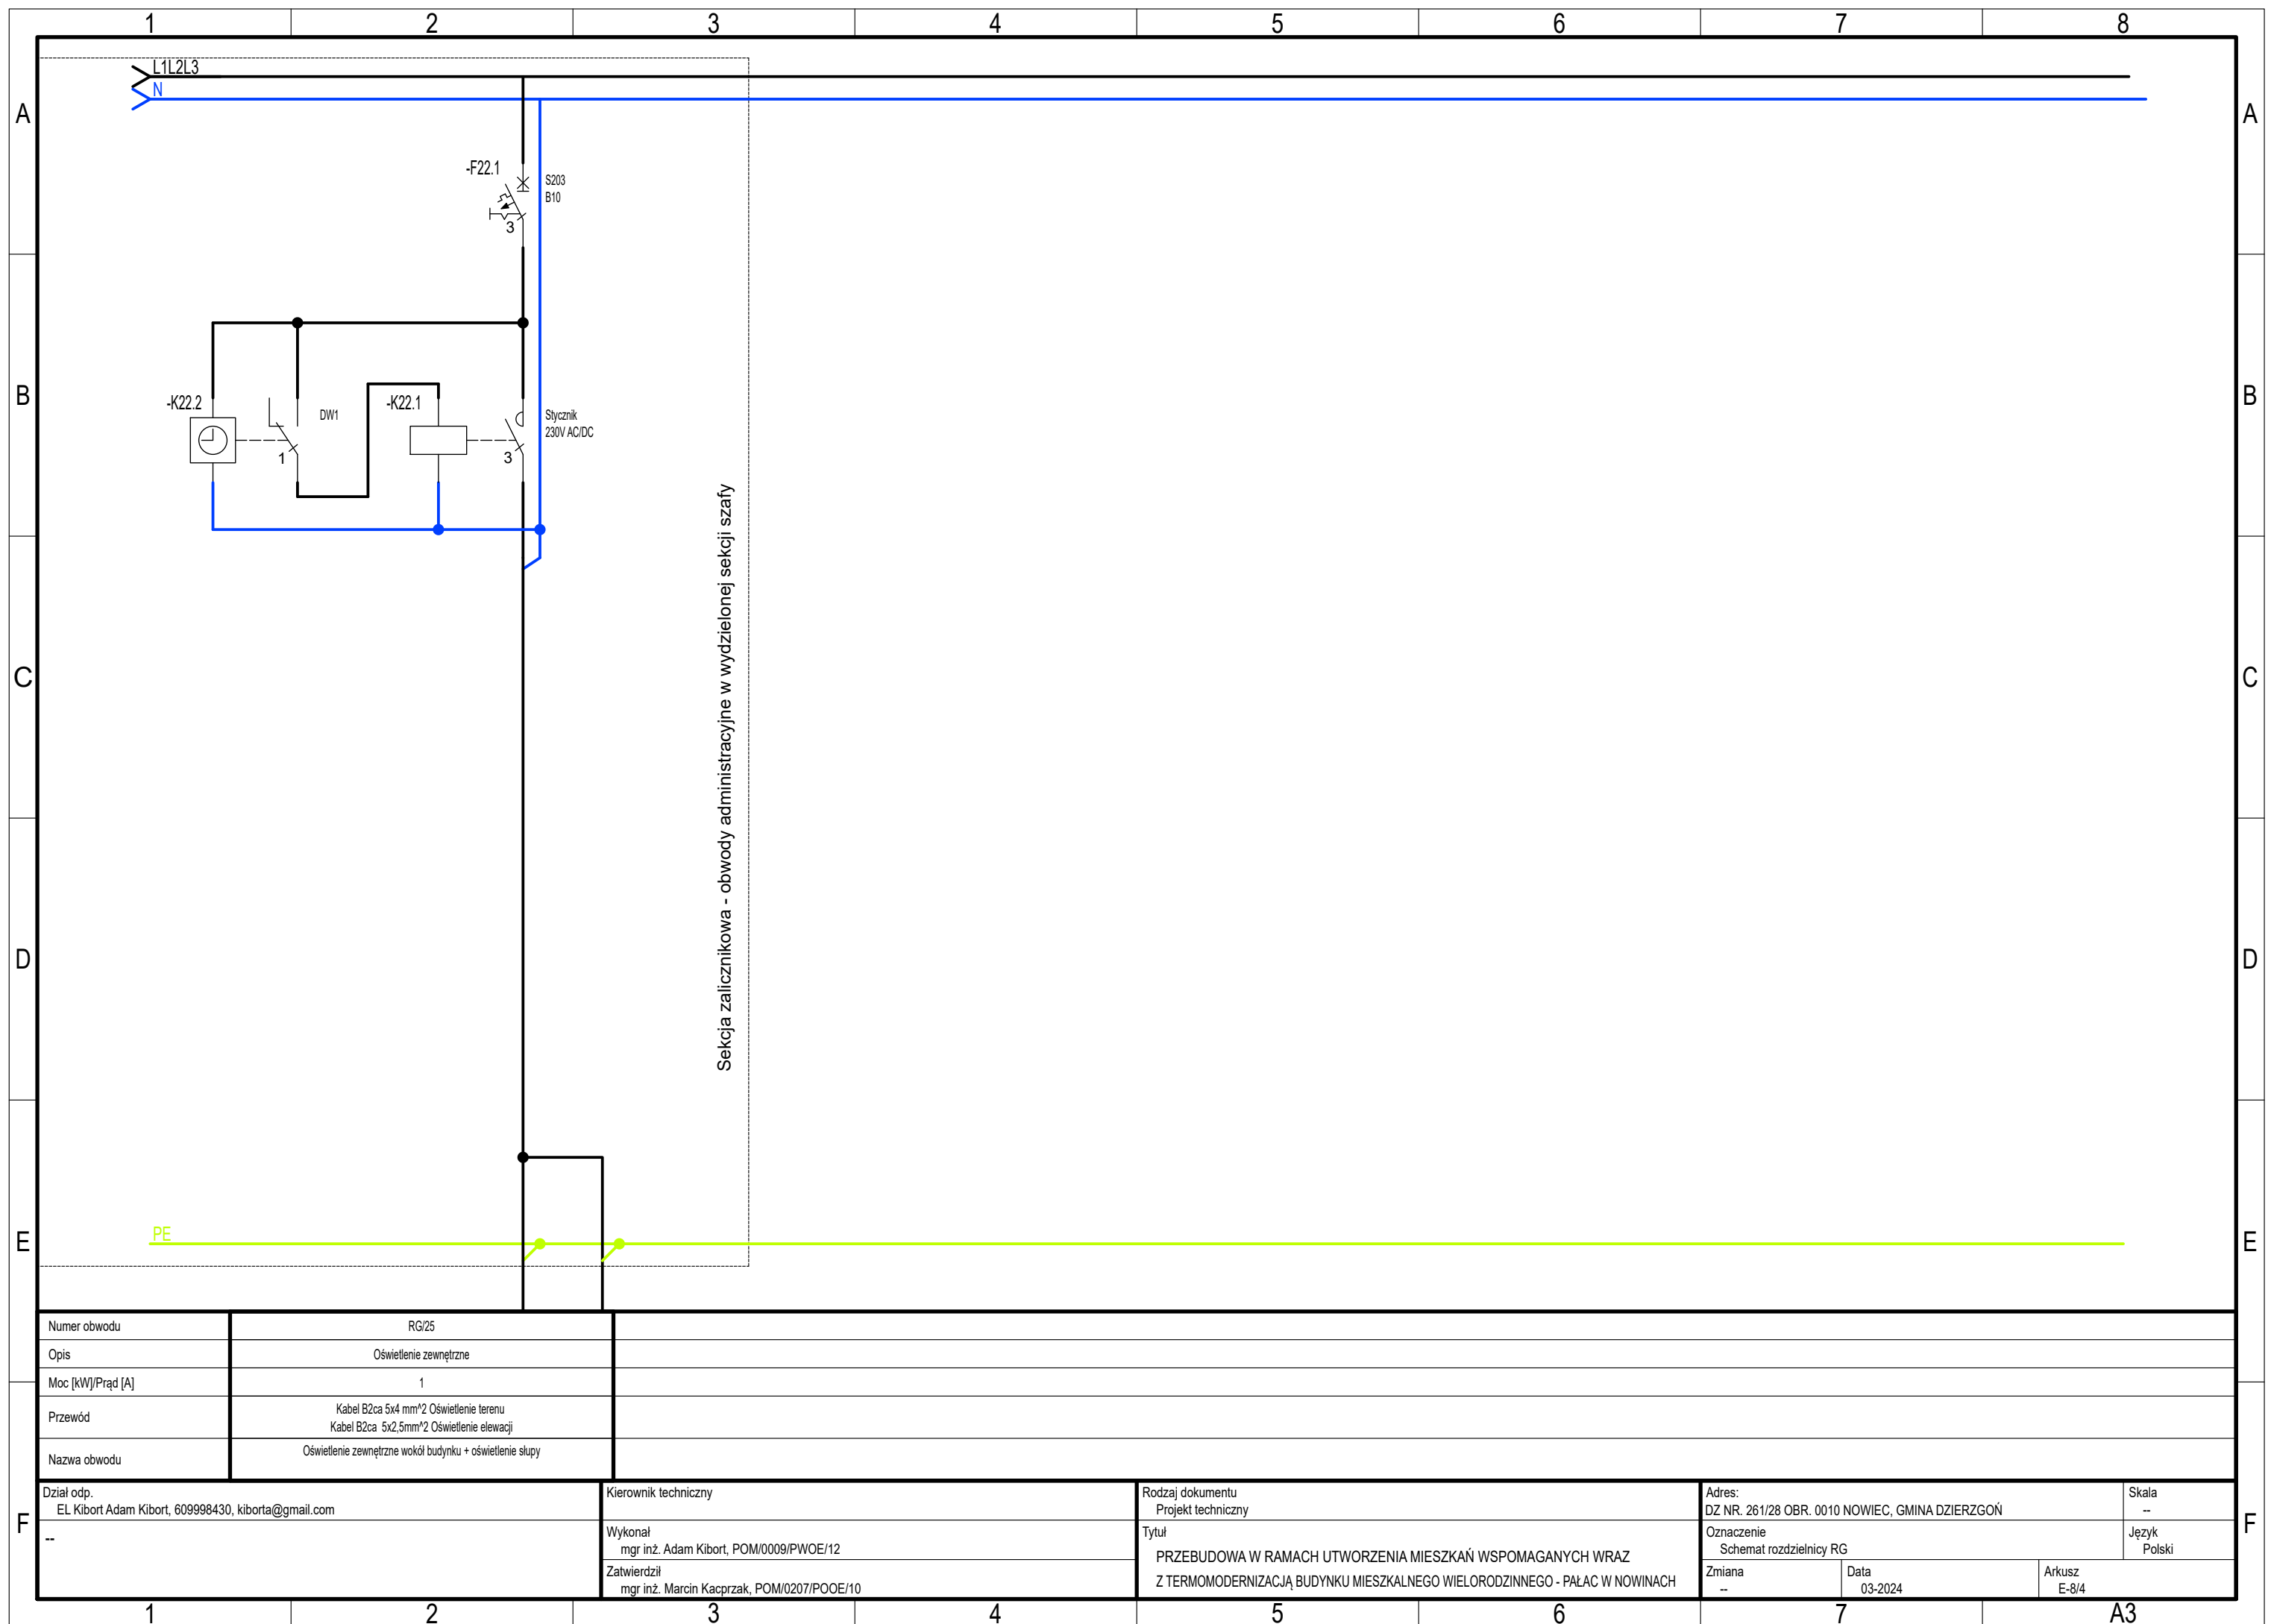 1 2 3 4 5 6 7 8
L1L2L3
N
A A
-F22.1
S203
B10
3
B B
-K22.2
DW1
-K22.1
Stycznik
230V AC/DC
1
3
Sekcja zalicznikowa - obwody administracyjne w wydzielonej sekcji szafy
C C
D D
PE
E E
Numer obwodu RG/25
Opis Oświetlenie zewnętrzne
Moc [kW]/Prąd [A] 1
Przewód
Kabel B2ca 5x4 mm^2 Oświetlenie terenu
Kabel B2ca 5x2,5mm^2 Oświetlenie elewacji
Nazwa obwodu
Oświetlenie zewnętrzne wokół budynku + oświetlenie słupy
F F
Dział odp.
EL Kibort Adam Kibort, 609998430, kiborta@gmail.com
--
Kierownik techniczny
Wykonał
mgr inż. Adam Kibort, POM/0009/PWOE/12
Zatwierdził
mgr inż. Marcin Kacprzak, POM/0207/POOE/10
Rodzaj dokumentu
Projekt techniczny
Tytuł
PRZEBUDOWA W RAMACH UTWORZENIA MIESZKAŃ WSPOMAGANYCH WRAZ
Z TERMOMODERNIZACJĄ BUDYNKU MIESZKALNEGO WIELORODZINNEGO - PAŁAC W NOWINACH
Adres:
DZ NR. 261/28 OBR. 0010 NOWIEC, GMINA DZIERZGOŃ
Skala
--
Oznaczenie
Schemat rozdzielnicy RG
Język
Polski
Zmiana
--
Data
03-2024
Arkusz
E-8/4
1 2 3 4 5 6 7 A3